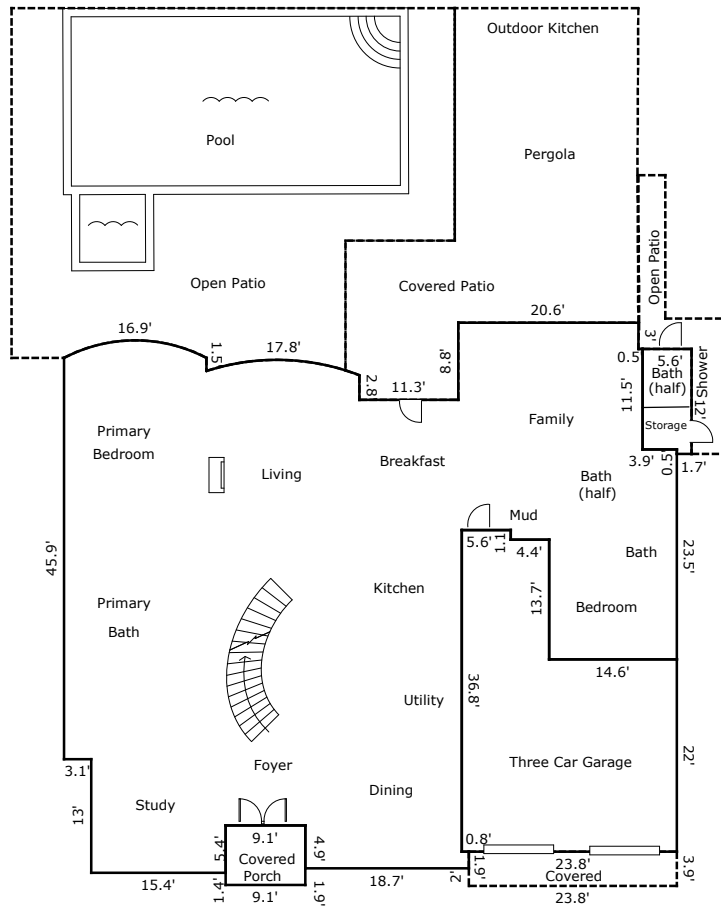 Outdoor Kitchen
Pool
Pergola
Open Patio
Open Patio
Covered Patio
16.9'
1.5'
17.8'
20.6'
3'
0.5'
5.6'
Bath
(half)
Shower
12'
2.8'
11.3'
8.8'
11.5'
Storage
Family
3.9'
0.5'
1.7'
Primary
Bedroom
Living
Breakfast
Bath
(half)
Mud
5.6'
1.1'
4.4'
Bath
23.5'
45.9'
Primary
Bath
Kitchen
13.7'
Bedroom
14.6'
Utility
36.8'
22'
Three Car Garage
3.1'
Foyer
Dining
13'
Study
9.1'
5.4'
4.9'
Covered
Porch
0.8'
1.9'
23.8'
Covered
3.9'
15.4'
1.4'
9.1'
1.9'
18.7'
2'
23.8'